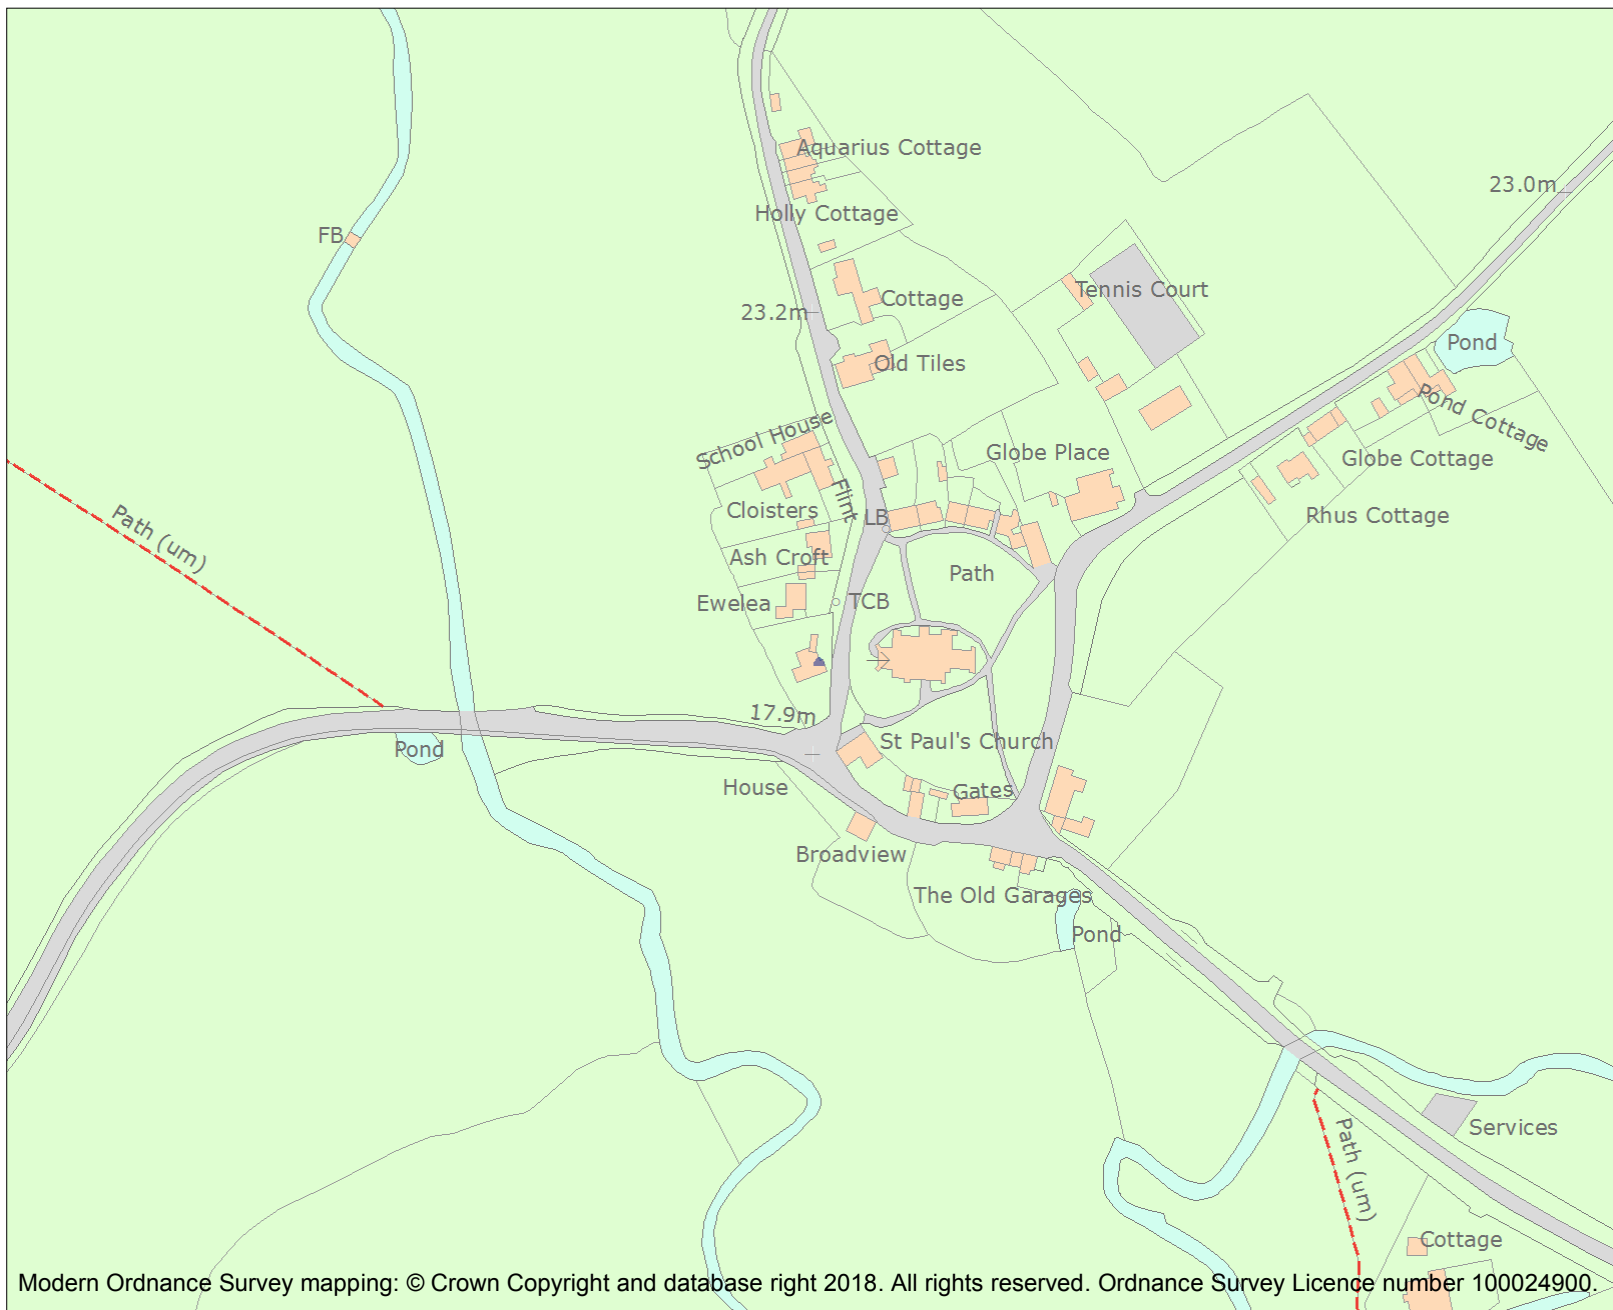 Aquarius Cottage
23.0m
Holly Cottage
FB
Tennis Court
Cottage
23.2m
Pond
Old Tiles
Pond Cottage
School House
Globe Place
Globe Cottage
Flint
Cloisters
LB
Rhus Cottage
Path (um)
Ash Croft
Path
Ewelea
TCB
17.9m
St Paul's Church
Pond
House
Gates
Broadview
The Old Garages
Pond
Services
Path (um)
Cottage
Modern Ordnance Survey mapping: © Crown Copyright and database right 2018. All rights reserved. Ordnance Survey Licence number 100024900.